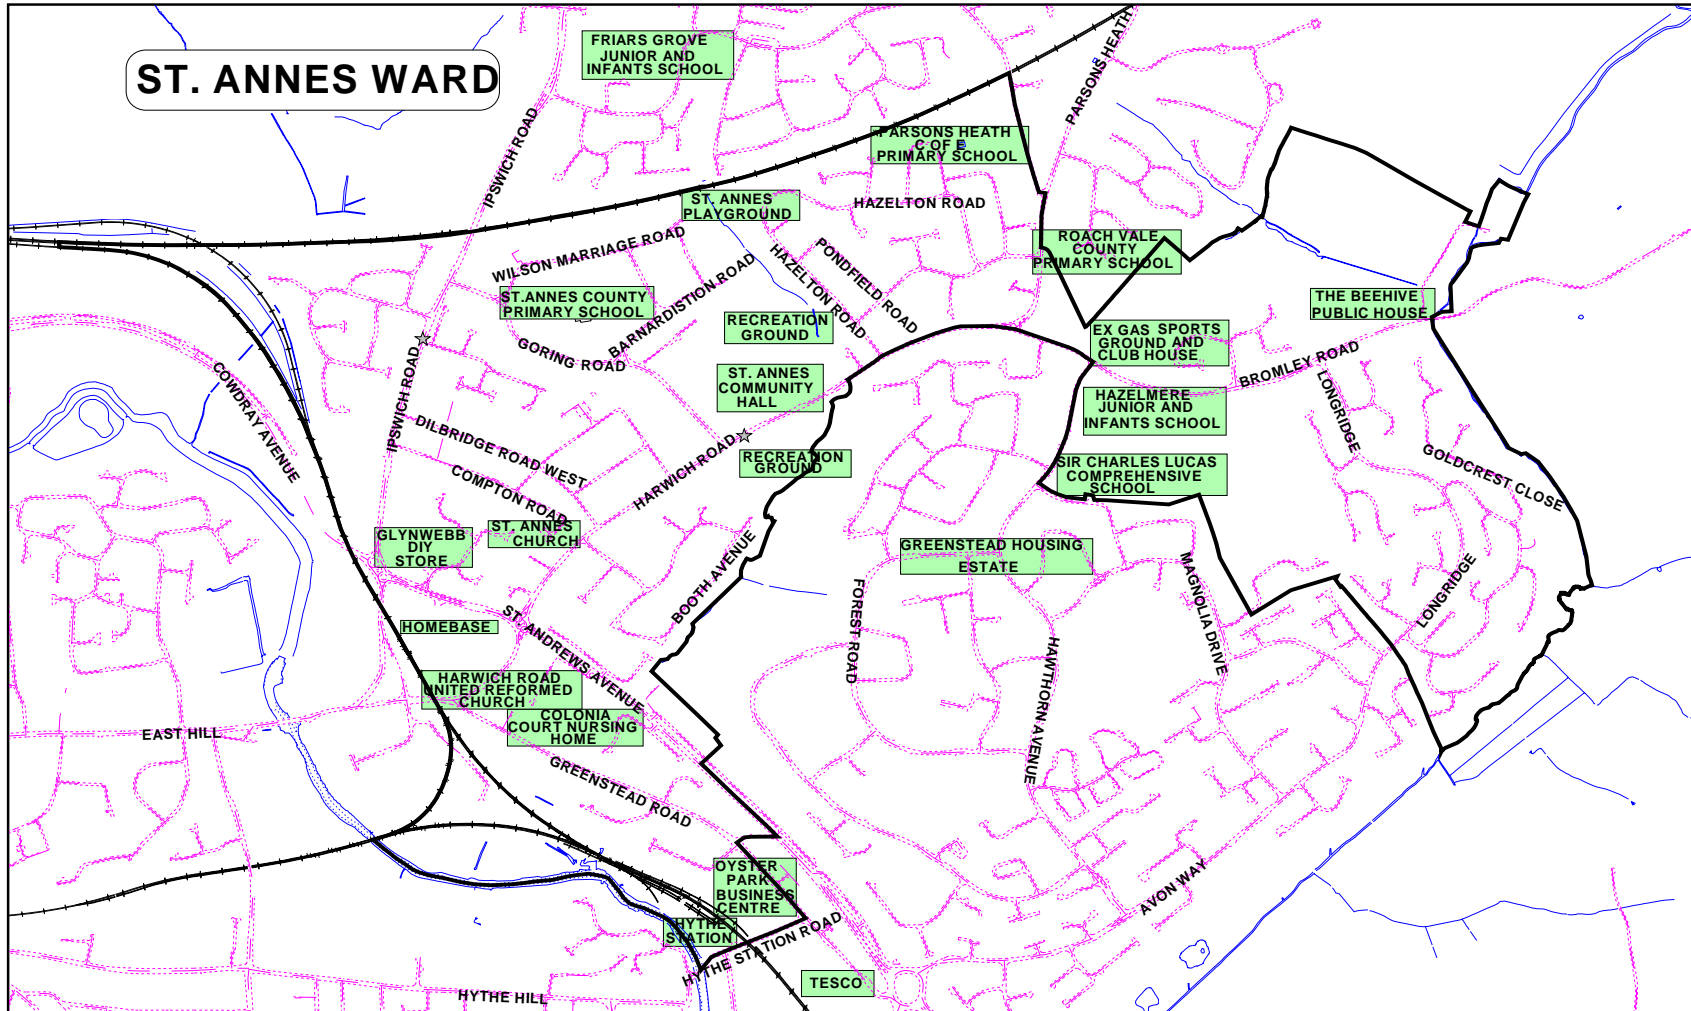 ST. ANNES WARD
FRIARS GROVE
JUNIOR AND
INFANTS SCHOOL
PARSONS HEATH
IPSWICH ROAD
PARSONS HEATH
C OF E
PRIMARY SCHOOL
ST. ANNES
PLAYGROUND
HAZELTON ROAD
WILSON MARRIAGE ROAD
ROACH VALE
COUNTY
PRIMARY SCHOOL
HAZELTON ROAD
PONDFIELD ROAD
BARNARDISTION ROAD
ST.ANNES COUNTY
PRIMARY SCHOOL
RECREATION
GROUND
THE BEEHIVE
PUBLIC HOUSE
EX GAS SPORTS
GROUND AND
CLUB HOUSE
GORING ROAD
IPSWICH ROAD
COWDRAY AVENUE
ST. ANNES
COMMUNITY
HALL
BROMLEY ROAD
HAZELMERE
JUNIOR AND
INFANTS SCHOOL
LONGRIDGE
DILBRIDGE ROAD WEST
HARWICH ROAD
RECREATION
GROUND
SIR CHARLES LUCAS
COMPREHENSIVE
SCHOOL
GOLDCREST CLOSE
COMPTON ROAD
GLYNWEBB
DIY
STORE
ST. ANNES
CHURCH
GREENSTEAD HOUSING
ESTATE
BOOTH AVENUE
MAGNOLIA DRIVE
LONGRIDGE
FOREST ROAD
HOMEBASE
ST. ANDREWS AVENUE
HAWTHORN AVENUE
HARWICH ROAD
UNITED REFORMED
CHURCH
COLONIA
COURT NURSING
HOME
EAST HILL
GREENSTEAD ROAD
OYSTER
PARK
BUSINESS
CENTRE
AVON WAY
HYTHE
STATION
HYTHE STATION ROAD
TESCO
HYTHE HILL